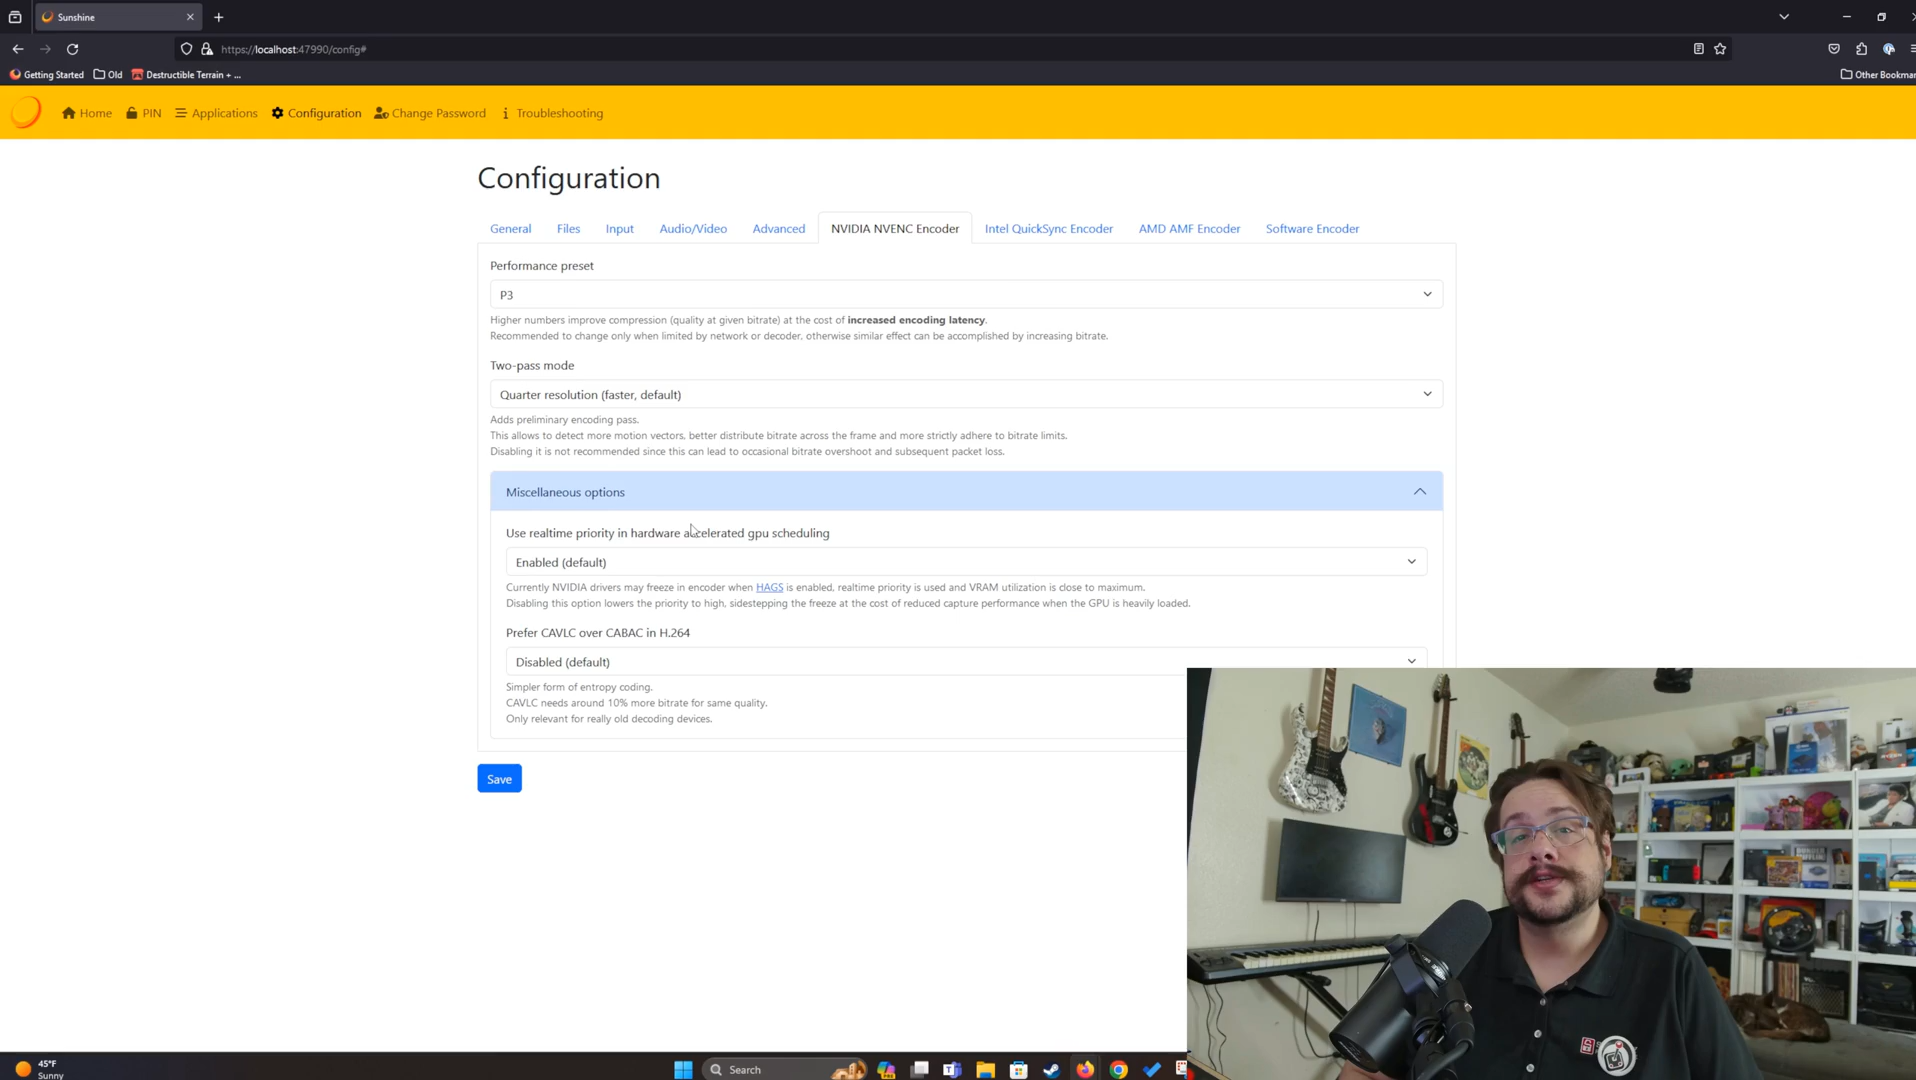 Sunshine
https://localhost:47990/config#
Getting Started
Old
Destructible Terrain + ...
Other Bookmar
Home
PIN
Applications
Configuration
Change Password
Troubleshooting
Configuration
General
Files
Input
Audio/Video
Advanced
NVIDIA NVENC Encoder
Intel QuickSync Encoder
AMD AMF Encoder
Software Encoder
Performance preset
P3
Higher numbers improve compression (quality at given bitrate) at the cost of increased encoding latency.
Recommended to change only when limited by network or decoder, otherwise similar effect can be accomplished by increasing bitrate.
Two-pass mode
Quarter resolution (faster, default)
Adds preliminary encoding pass.
This allows to detect more motion vectors, better distribute bitrate across the frame and more strictly adhere to bitrate limits.
Disabling it is not recommended since this can lead to occasional bitrate overshoot and subsequent packet loss.
Miscellaneous options
Use realtime priority in hardware accelerated gpu scheduling
Enabled (default)
Currently NVIDIA drivers may freeze in encoder when HAGS is enabled, realtime priority is used and VRAM utilization is close to maximum.
Disabling this option lowers the priority to high, sidestepping the freeze at the cost of reduced capture performance when the GPU is heavily loaded.
Prefer CAVLC over CABAC in H.264
Disabled (default)
Simpler form of entropy coding.
CAVLC needs around 10% more bitrate for same quality.
Only relevant for really old decoding devices.
Save
45°F
Sunny
Search